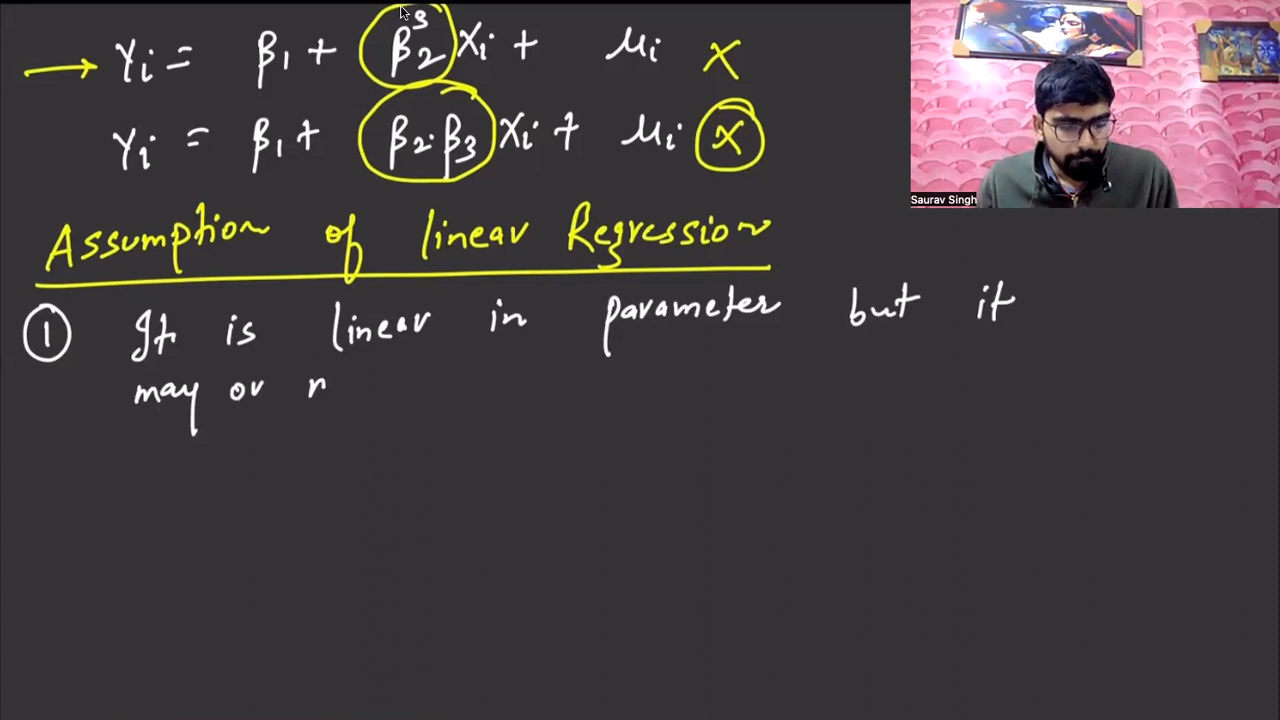 → Yi = β1 + β2³ Xi + μi ×
Yi = β1 + β2·β3 Xi + μi ×
Saurav Singh
Assumption of linear Regression
① It is linear in parameter but it
may or n